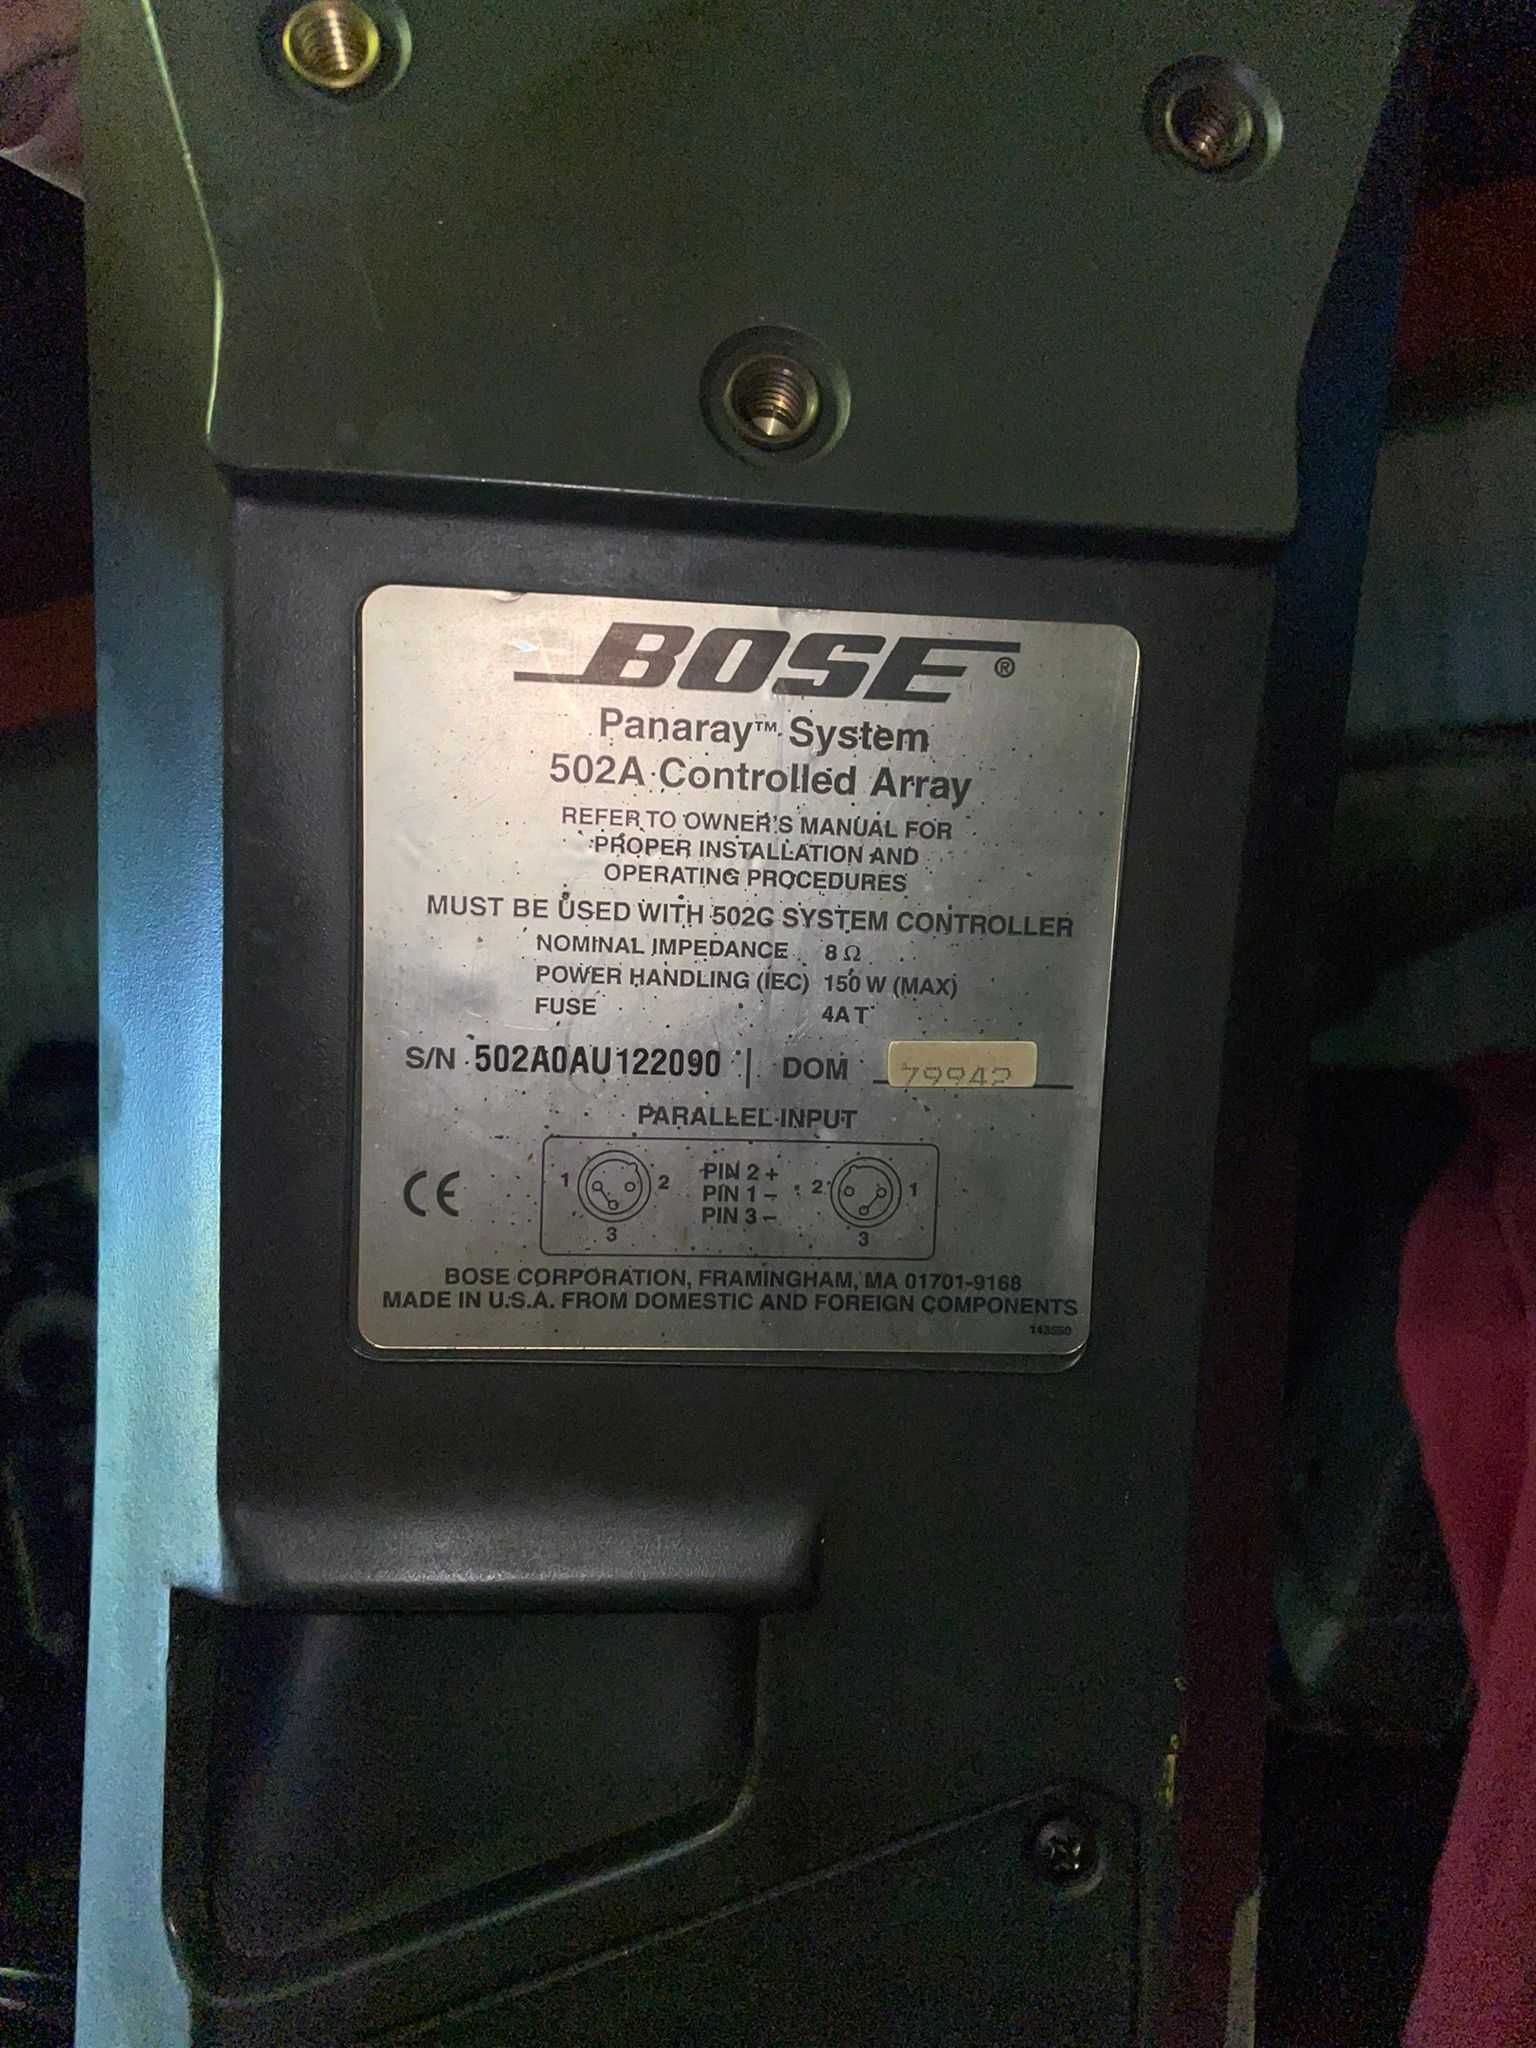 BOSE®
Panaray™ System
502A Controlled Array
REFER TO OWNER'S MANUAL FOR
PROPER INSTALLATION AND
OPERATING PROCEDURES
MUST BE USED WITH 502C SYSTEM CONTROLLER
NOMINAL IMPEDANCE 8 Ω
POWER HANDLING (IEC) 150 W (MAX)
FUSE 4A T
S/N 502A0AU122090 | DOM 79942
PARALLEL INPUT
1 2 3 PIN 2 + 2 1 3
PIN 1 –
PIN 3 –
CE
BOSE CORPORATION, FRAMINGHAM, MA 01701-9168
MADE IN U.S.A. FROM DOMESTIC AND FOREIGN COMPONENTS
143550